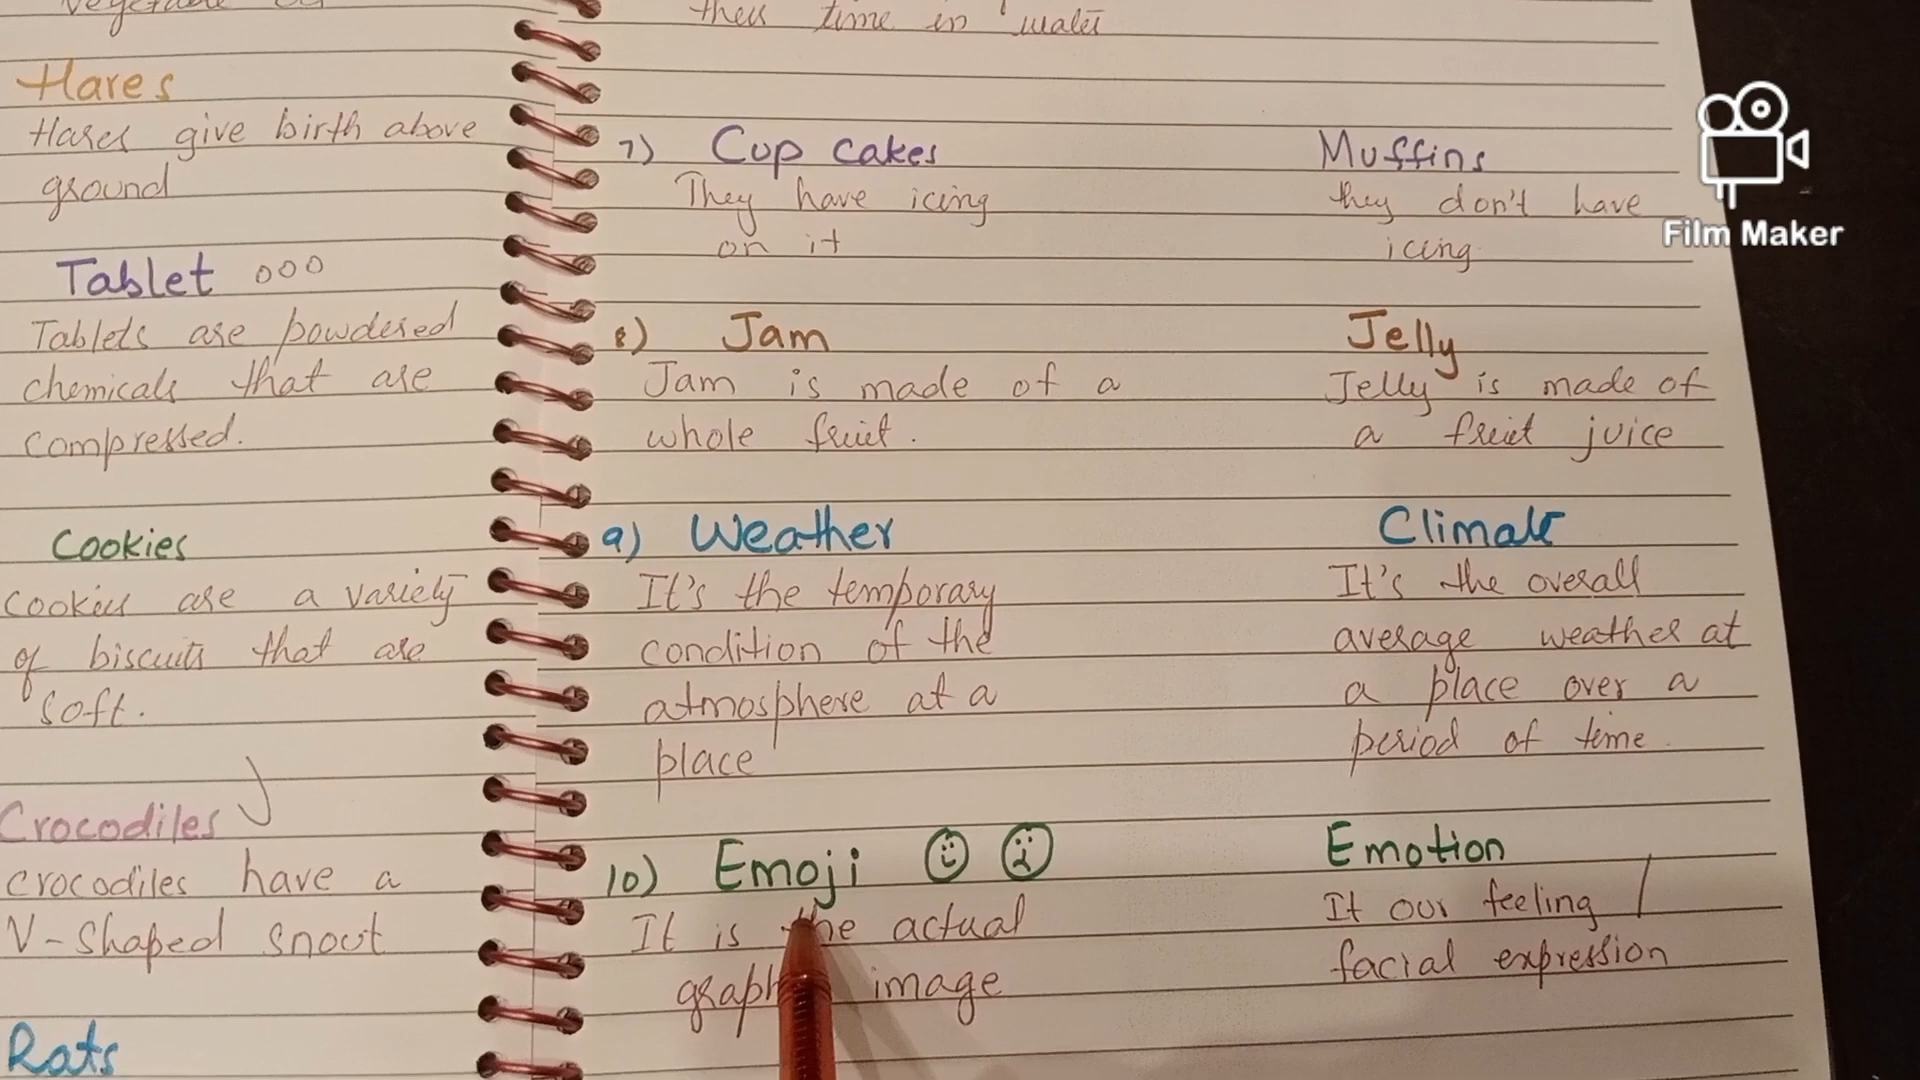 Hares
Hares give birth above
ground
Tablet
Tablets are powdered
chemicals that are
compressed.
Cookies
Cookies are a variety
of biscuits that are
soft.
Crocodiles
crocodiles have a
V-shaped snout
Rats
their time in water
7) Cup cakes
They have icing
on it
Muffins
they don't have
icing
8) Jam
Jam is made of a
whole fruit.
Jelly
Jelly is made of
a fruit juice
9) Weather
It's the temporary
condition of the
atmosphere at a
place
Climate
It's the overall
average weather at
a place over a
period of time.
10) Emoji
It is the actual
image
Emotion
It our feeling /
facial expression
Film Maker